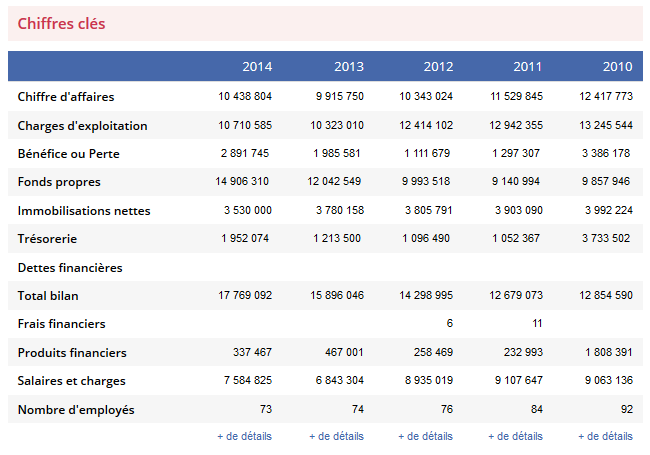 Chiffres clés
2014 2013 2012 2011 2010
Chiffre d'affaires 10 438 804 9 915 750 10 343 024 11 529 845 12 417 773
Charges d'exploitation 10 710 585 10 323 010 12 414 102 12 942 355 13 245 544
Bénéfice ou Perte 2 891 745 1 985 581 1 111 679 1 297 307 3 386 178
Fonds propres 14 906 310 12 042 549 9 993 518 9 140 994 9 857 946
Immobilisations nettes 3 530 000 3 780 158 3 805 791 3 903 090 3 992 224
Trésorerie 1 952 074 1 213 500 1 096 490 1 052 367 3 733 502
Dettes financières
Total bilan 17 769 092 15 896 046 14 298 995 12 679 073 12 854 590
Frais financiers 6 11
Produits financiers 337 467 467 001 258 469 232 993 1 808 391
Salaires et charges 7 584 825 6 843 304 8 935 019 9 107 647 9 063 136
Nombre d'employés 73 74 76 84 92
+ de détails + de détails + de détails + de détails + de détails